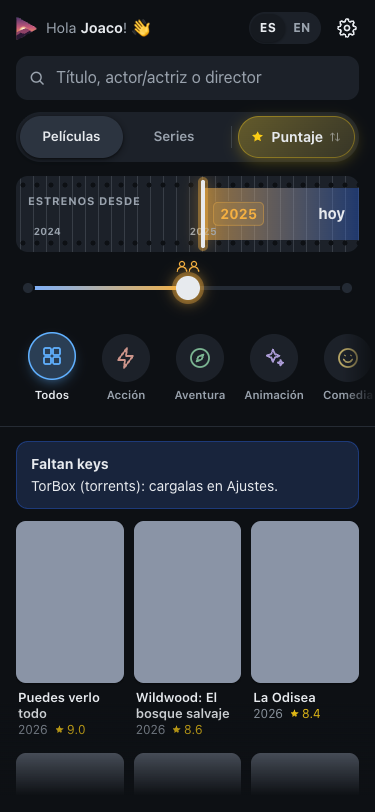 Hola Joaco! 👋
ES EN
Título, actor/actriz o director
Películas Series Puntaje
ESTRENOS DESDE
2024 2025
2025 hoy
Todos Acción Aventura Animación Comedia
Faltan keys
TorBox (torrents): cargalas en Ajustes.
Puedes verlo todo
2026 ★ 9.0
Wildwood: El bosque salvaje
2026 ★ 8.6
La Odisea
2026 ★ 8.4